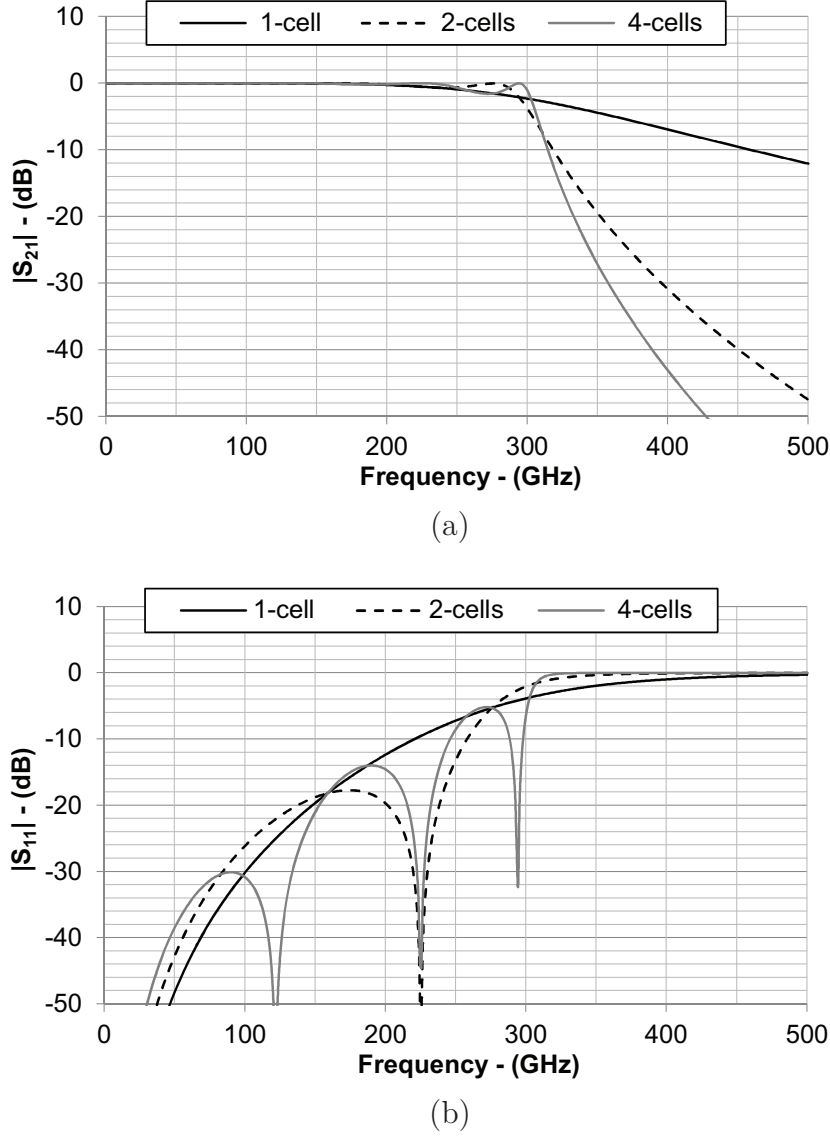 1-cell 2-cells 4-cells
10
0
-10
-20
-30
-40
-50
|S21| - (dB)
0 100 200 300 400 500
Frequency - (GHz)
(a)
1-cell 2-cells 4-cells
10
0
-10
-20
-30
-40
-50
|S11| - (dB)
0 100 200 300 400 500
Frequency - (GHz)
(b)